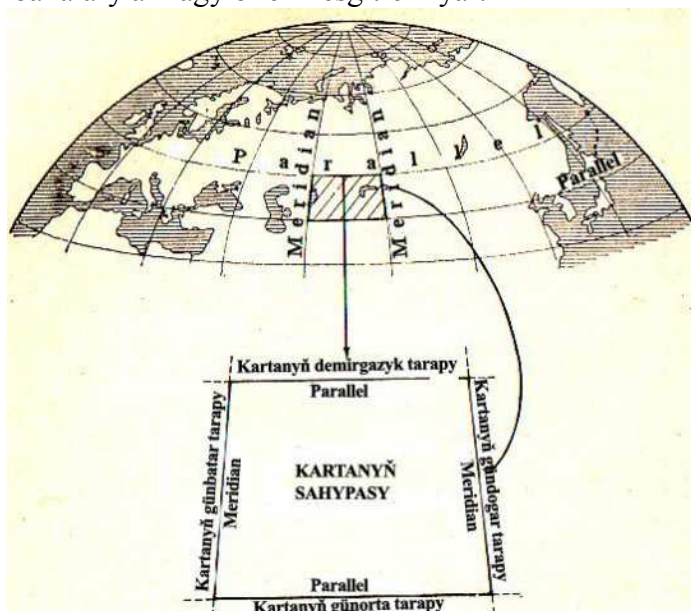 Parallel
Meridian
Meridian
Parallel
Kartanyň demirgazyk tarapy
Parallel
Kartanyň günbatar tarapy
Meridian
KARTANYŇ
SAHYPASY
Meridian
Kartanyň gündogar tarapy
Parallel
Kartanyň günorta tarapy